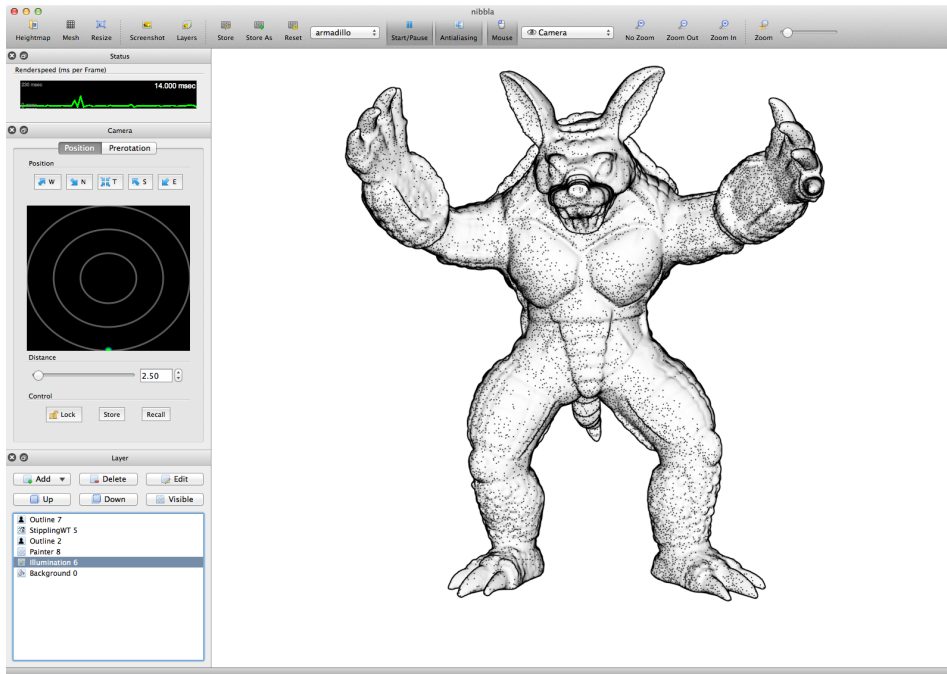 nibbla
Heightmap Mesh Resize Screenshot Layers Store Store As Reset armadillo Start/Pause Antialiasing Mouse Camera No Zoom Zoom Out Zoom In Zoom
Status
Renderspeed (ms per Frame)
14.000 msec
Camera
Position Prerotation
Position
W N T S E
Distance
2.50
Control
Lock Store Recall
Layer
Add Delete Edit
Up Down Visible
Outline 7
StipplingWT 5
Outline 2
Painter 8
Illumination 6
Background 0